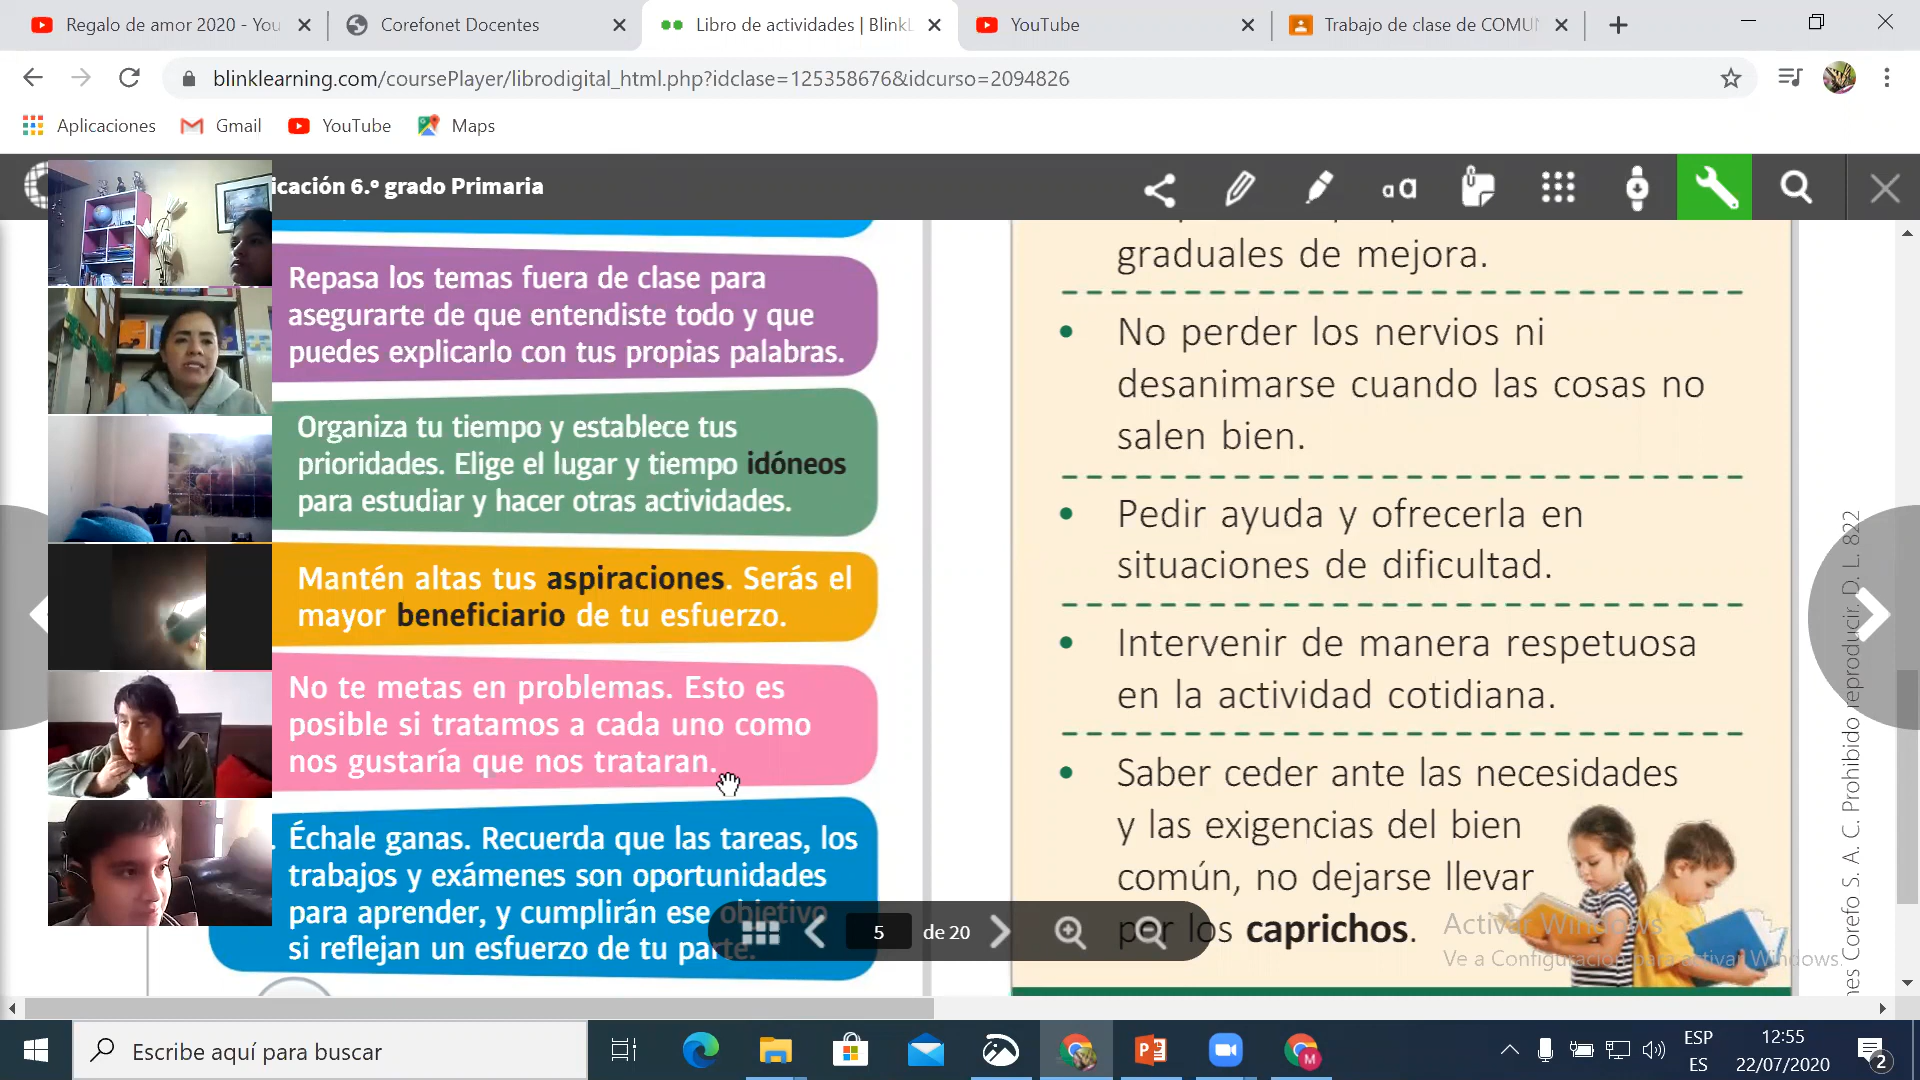 Regalo de amor 2020 - You
Corefonet Docentes
Libro de actividades | BlinkL
YouTube
Trabajo de clase de COMUN
blinklearning.com/coursePlayer/librodigital_html.php?idclase=125358676&idcurso=2094826
Aplicaciones
Gmail
YouTube
Maps
icación 6.º grado Primaria
a a
Repasa los temas fuera de clase para
asegurarte de que entendiste todo y que
puedes explicarlo con tus propias palabras.
Organiza tu tiempo y establece tus
prioridades. Elige el lugar y tiempo idóneos
para estudiar y hacer otras actividades.
Mantén altas tus aspiraciones. Serás el
mayor beneficiario de tu esfuerzo.
No te metas en problemas. Esto es
posible si tratamos a cada uno como
nos gustaría que nos trataran.
Échale ganas. Recuerda que las tareas, los
trabajos y exámenes son oportunidades
para aprender, y cumplirán ese objetivo
si reflejan un esfuerzo de tu parte.
graduales de mejora.
• No perder los nervios ni
desanimarse cuando las cosas no
salen bien.
• Pedir ayuda y ofrecerla en
situaciones de dificultad.
• Intervenir de manera respetuosa
en la actividad cotidiana.
• Saber ceder ante las necesidades
y las exigencias del bien
común, no dejarse llevar
por los caprichos.
nes Corefo S. A. C. Prohibido reproducir. D. L. 822
5 de 20
Activar Windows
Ve a Configuración para activar Windows.
Escribe aquí para buscar
M
ESP
ES
12:55
22/07/2020
2